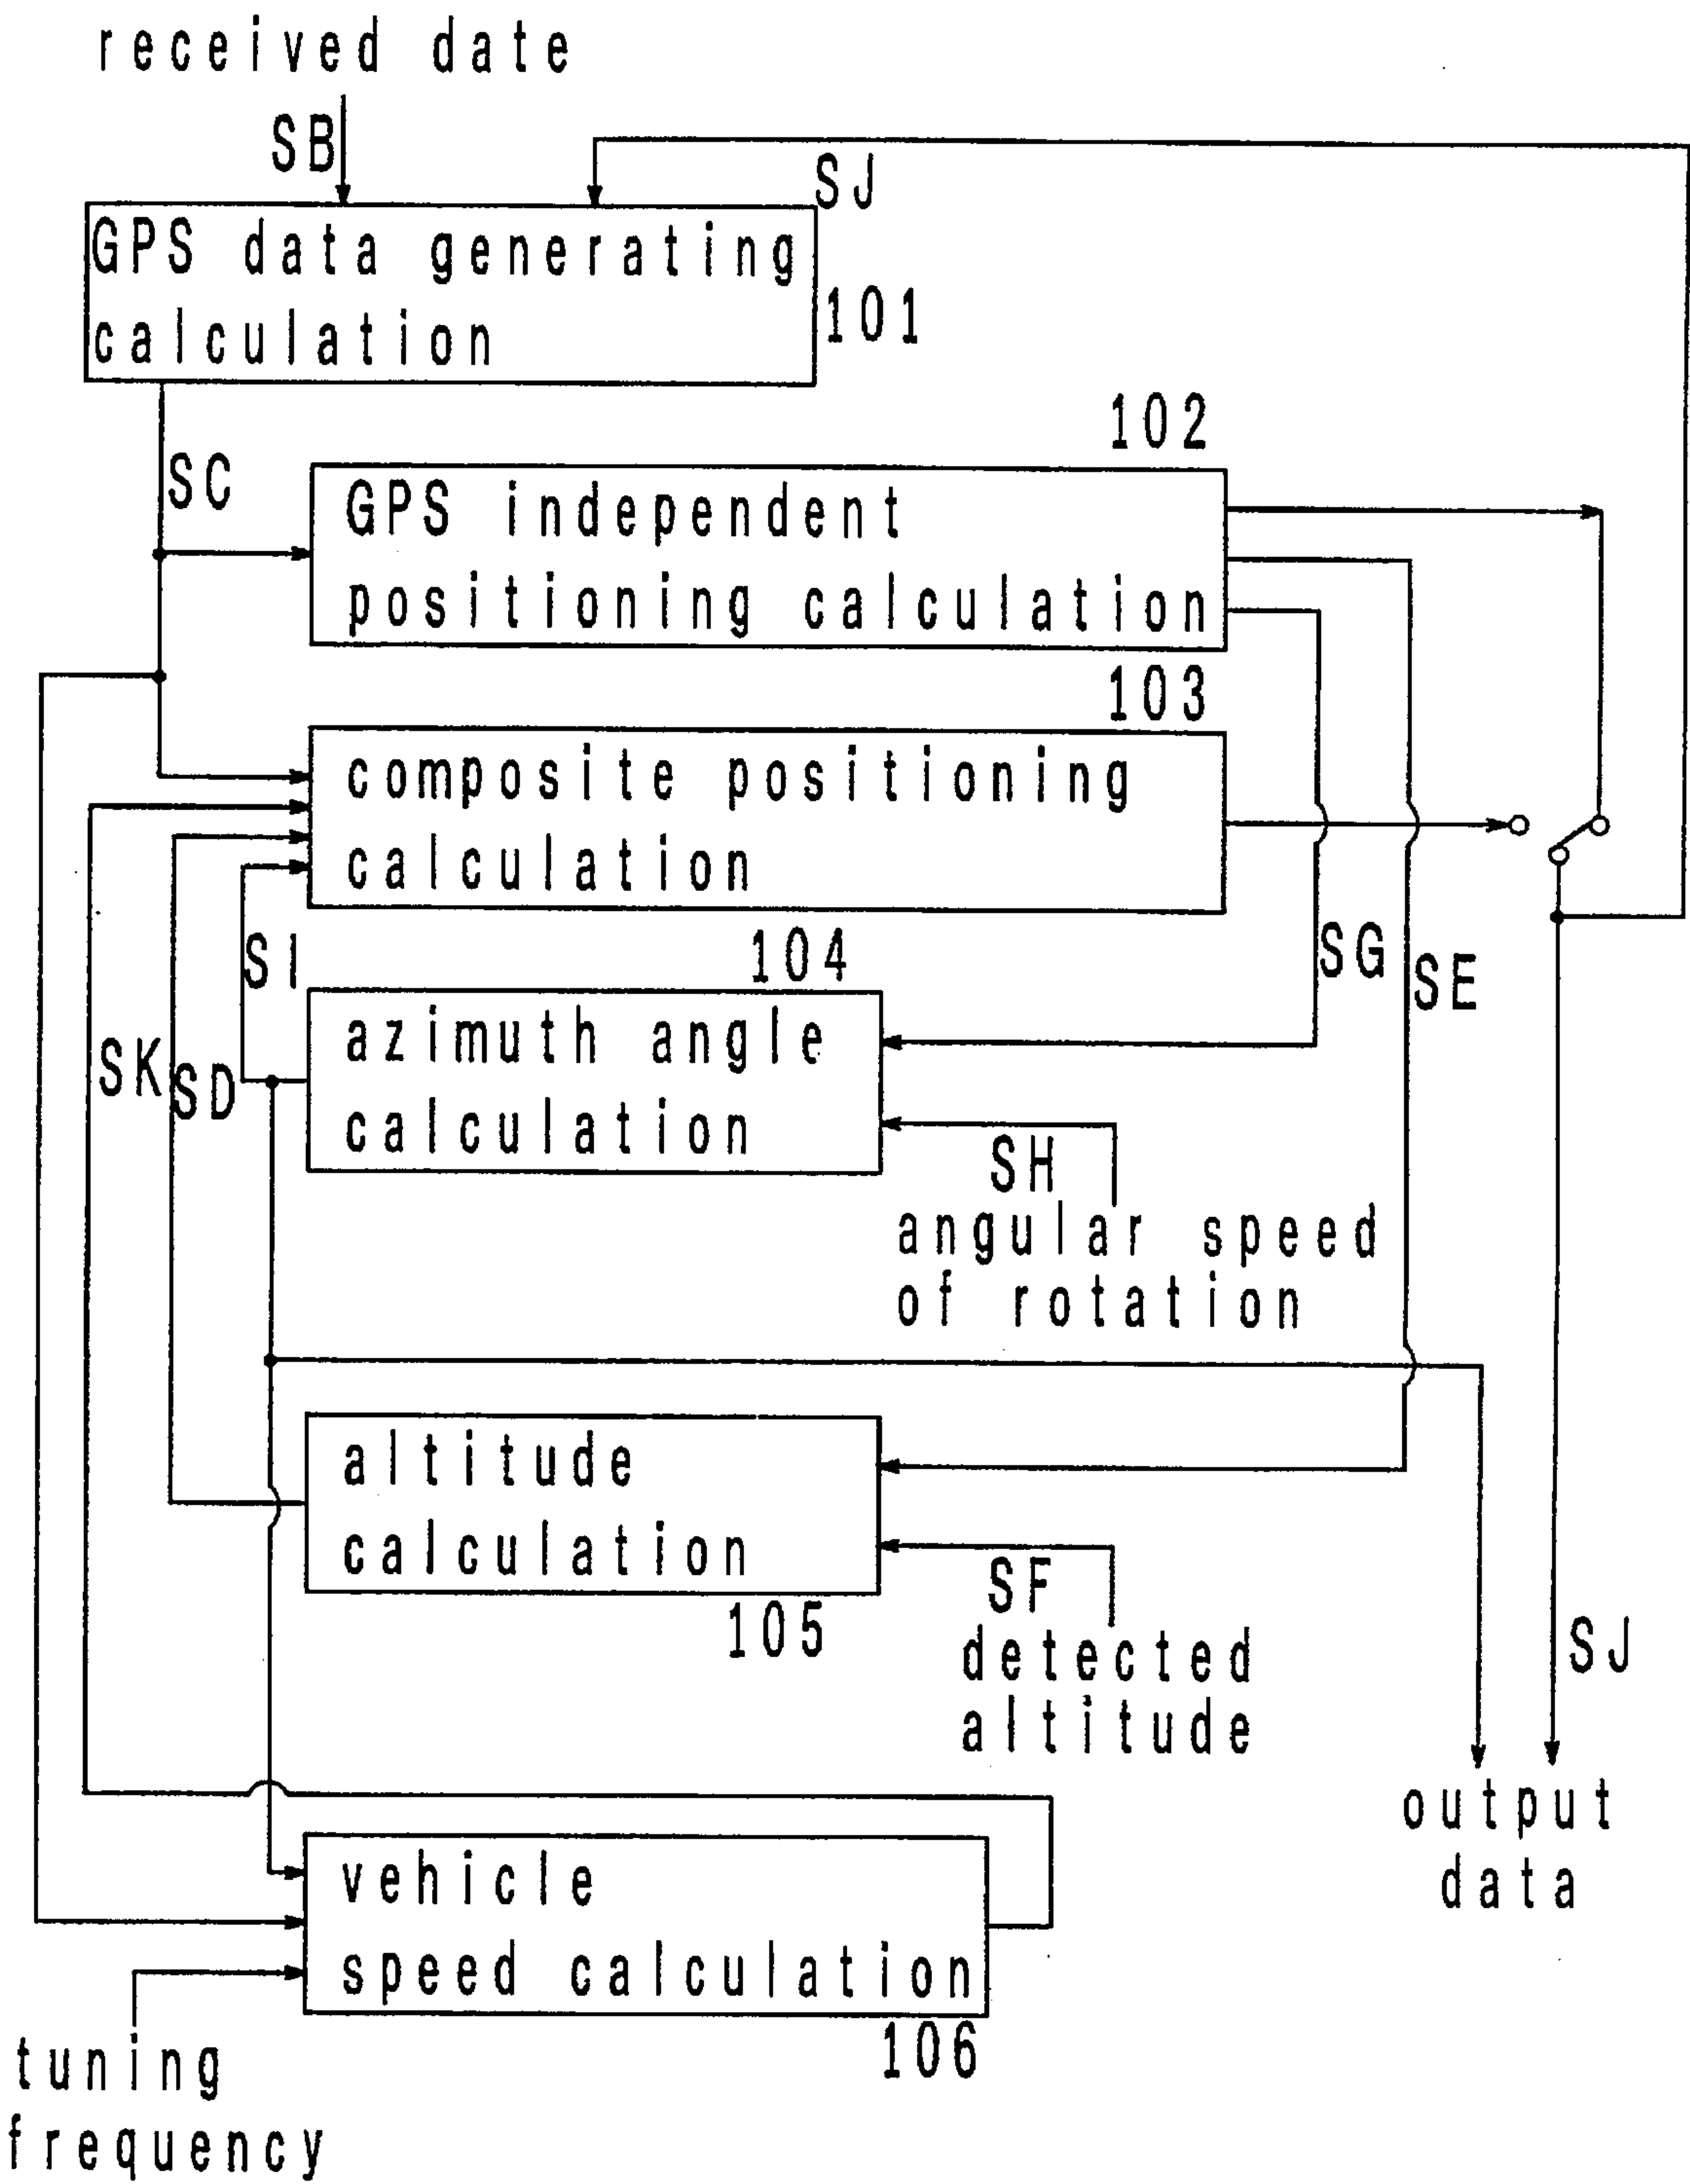 received date
SB
SJ
GPS data generating
calculation
101
102
SC
GPS independent
positioning calculation
103
composite positioning
calculation
SI
104
SG
SE
azimuth angle
calculation
SK
SD
SH
angular speed
of rotation
altitude
calculation
SF
105
detected
altitude
SJ
output
data
vehicle
speed calculation
106
tuning
frequency